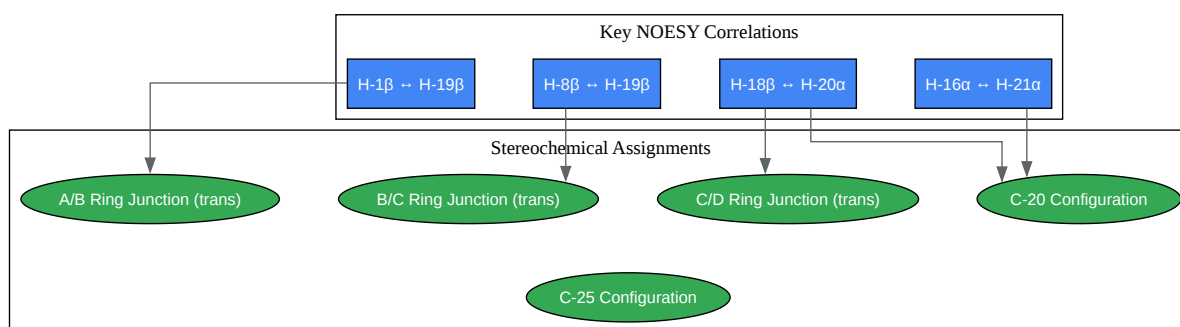 Key NOESY Correlations
H-1β ↔ H-19β
H-8β ↔ H-19β
H-18β ↔ H-20α
H-16α ↔ H-21α
Stereochemical Assignments
A/B Ring Junction (trans)
B/C Ring Junction (trans)
C/D Ring Junction (trans)
C-20 Configuration
C-25 Configuration